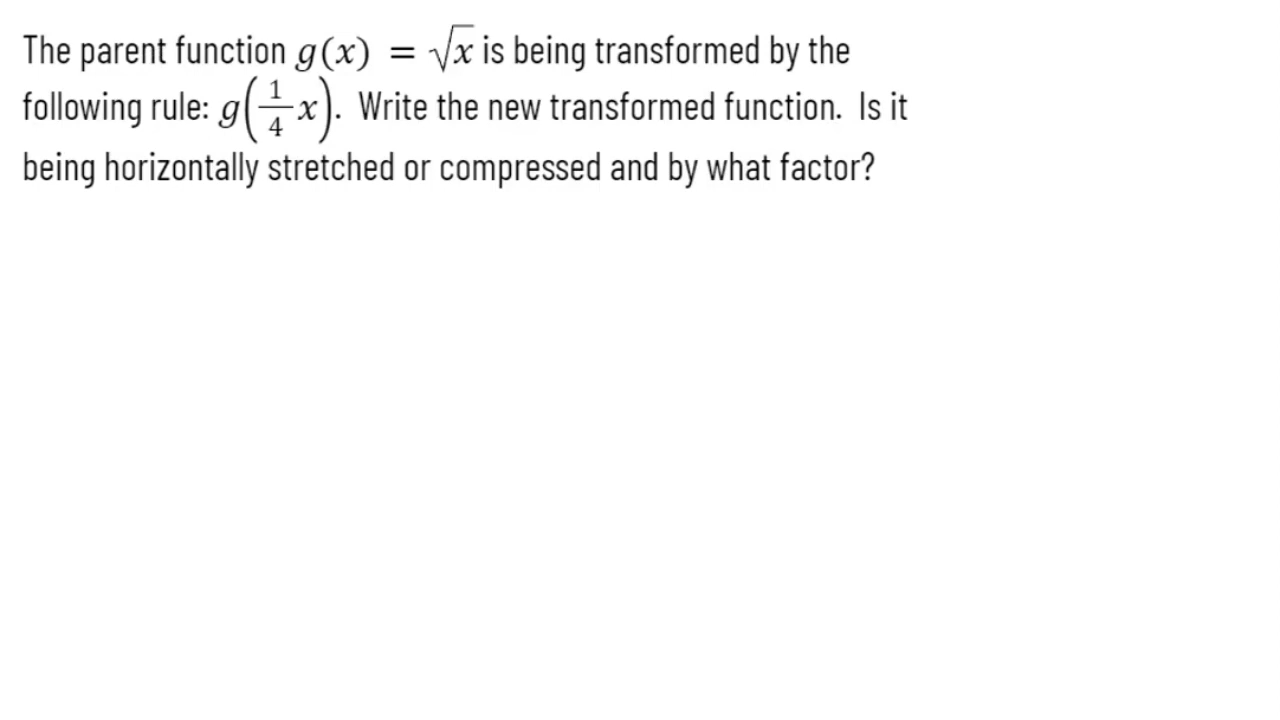 The parent function g(x) = √x is being transformed by the
following rule: g(1/4 x). Write the new transformed function. Is it
being horizontally stretched or compressed and by what factor?